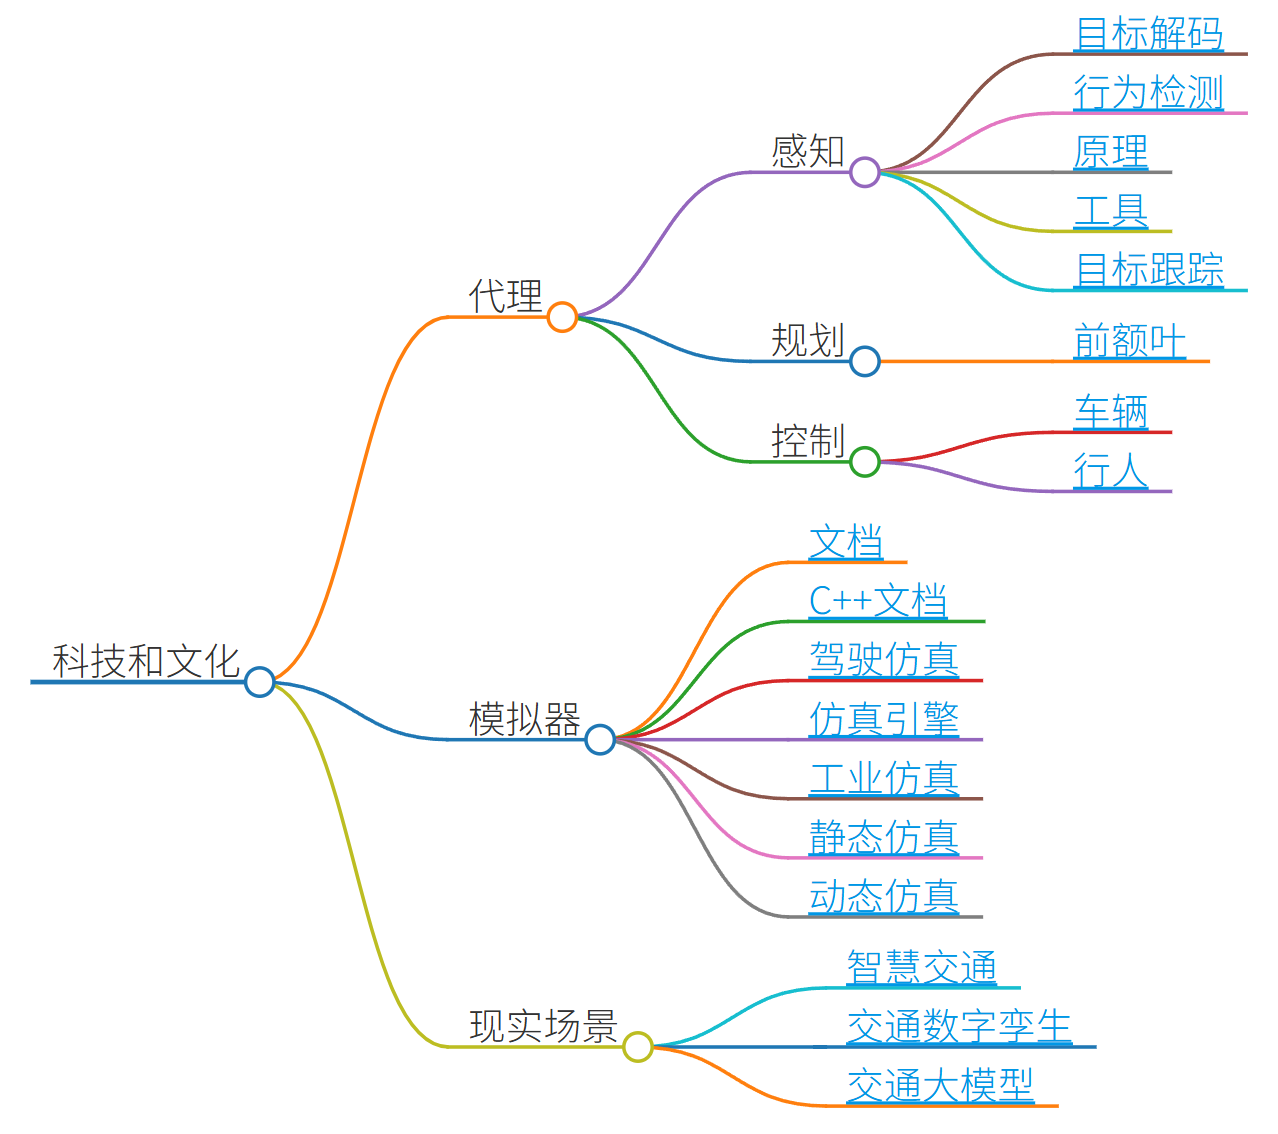 目标解码
行为检测
感知
原理
工具
目标跟踪
代理
规划
前额叶
控制
车辆
行人
文档
C++文档
驾驶仿真
科技和文化
模拟器
仿真引擎
工业仿真
静态仿真
动态仿真
智慧交通
现实场景
交通数字孪生
交通大模型